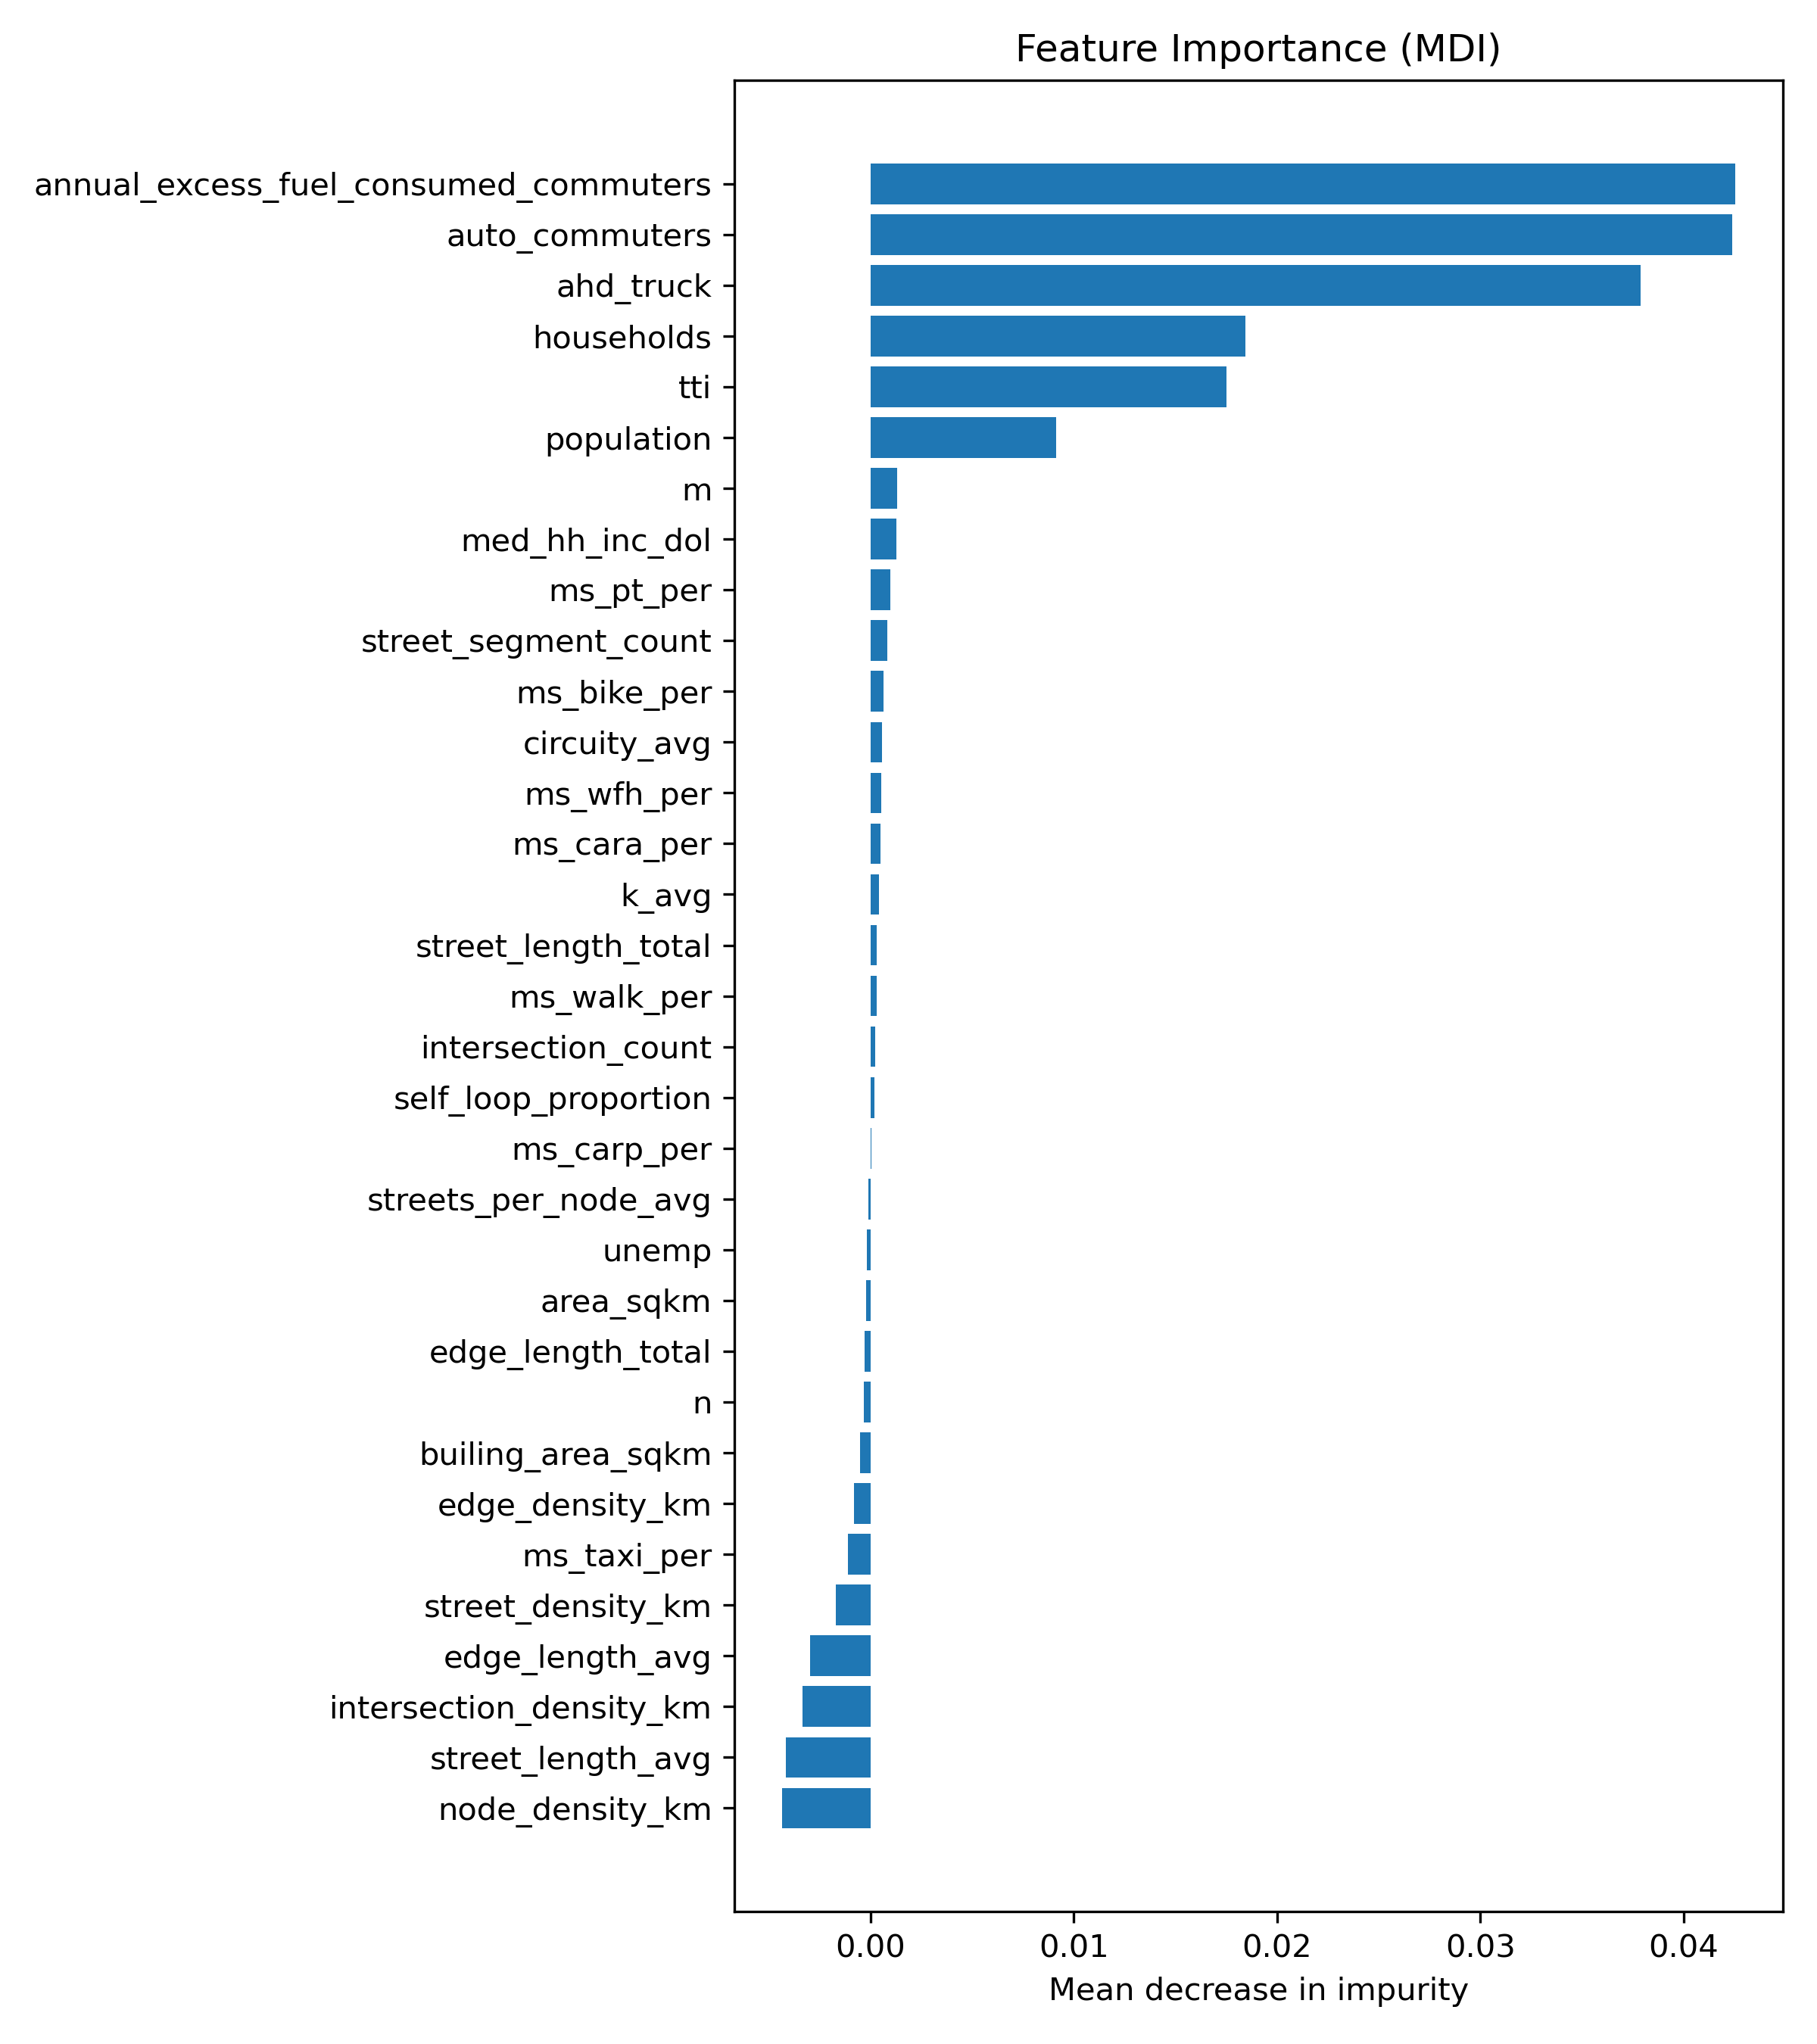 Feature Importance (MDI)
annual_excess_fuel_consumed_commuters
auto_commuters
ahd_truck
households
tti
population
m
med_hh_inc_dol
ms_pt_per
street_segment_count
ms_bike_per
circuity_avg
ms_wfh_per
ms_cara_per
k_avg
street_length_total
ms_walk_per
intersection_count
self_loop_proportion
ms_carp_per
streets_per_node_avg
unemp
area_sqkm
edge_length_total
n
builing_area_sqkm
edge_density_km
ms_taxi_per
street_density_km
edge_length_avg
intersection_density_km
street_length_avg
node_density_km
0.00 0.01 0.02 0.03 0.04
Mean decrease in impurity